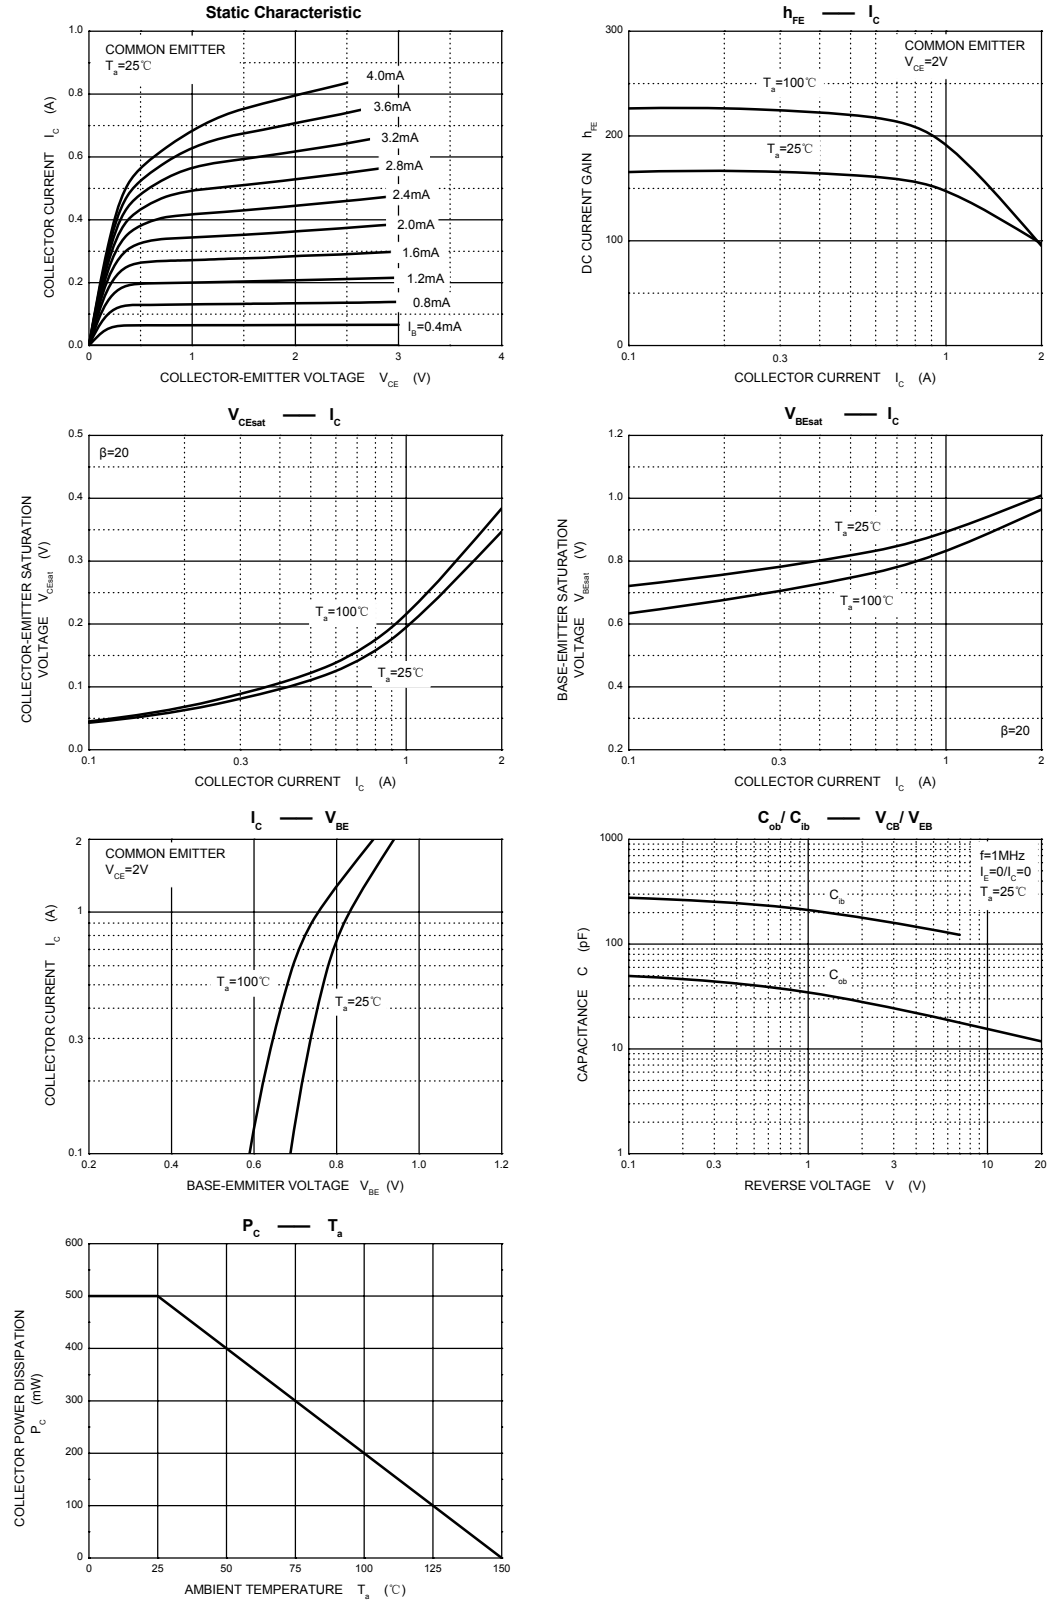 Static Characteristic
COMMON EMITTER
Ta=25℃
4.0mA
3.6mA
3.2mA
2.8mA
2.4mA
2.0mA
1.6mA
1.2mA
0.8mA
IB=0.4mA
1.0
0.8
0.6
0.4
0.2
0.0
0 1 2 3 4
COLLECTOR CURRENT IC (A)
COLLECTOR-EMITTER VOLTAGE VCE (V)
hFE —— IC
COMMON EMITTER
VCE=2V
Ta=100℃
Ta=25℃
300
200
100
0
0.1 0.3 1 2
DC CURRENT GAIN hFE
COLLECTOR CURRENT IC (A)
VCEsat —— IC
β=20
Ta=100℃
Ta=25℃
0.5
0.4
0.3
0.2
0.1
0.0
0.1 0.3 1 2
COLLECTOR-EMITTER SATURATION
VOLTAGE VCEsat (V)
COLLECTOR CURRENT IC (A)
VBEsat —— IC
Ta=25℃
Ta=100℃
β=20
1.2
1.0
0.8
0.6
0.4
0.2
0.1 0.3 1 2
BASE-EMITTER SATURATION
VOLTAGE VBEsat (V)
COLLECTOR CURRENT IC (A)
IC —— VBE
COMMON EMITTER
VCE=2V
Ta=100℃
Ta=25℃
2
1
0.3
0.1
0.2 0.4 0.6 0.8 1.0 1.2
COLLECTOR CURRENT IC (A)
BASE-EMMITER VOLTAGE VBE (V)
Cob/ Cib —— VCB/ VEB
f=1MHz
IE=0/IC=0
Ta=25℃
Cib
Cob
1000
100
10
1
0.1 0.3 1 3 10 20
CAPACITANCE C (pF)
REVERSE VOLTAGE V (V)
PC —— Ta
600
500
400
300
200
100
0
0 25 50 75 100 125 150
COLLECTOR POWER DISSIPATION
PC (mW)
AMBIENT TEMPERATURE Ta (℃)